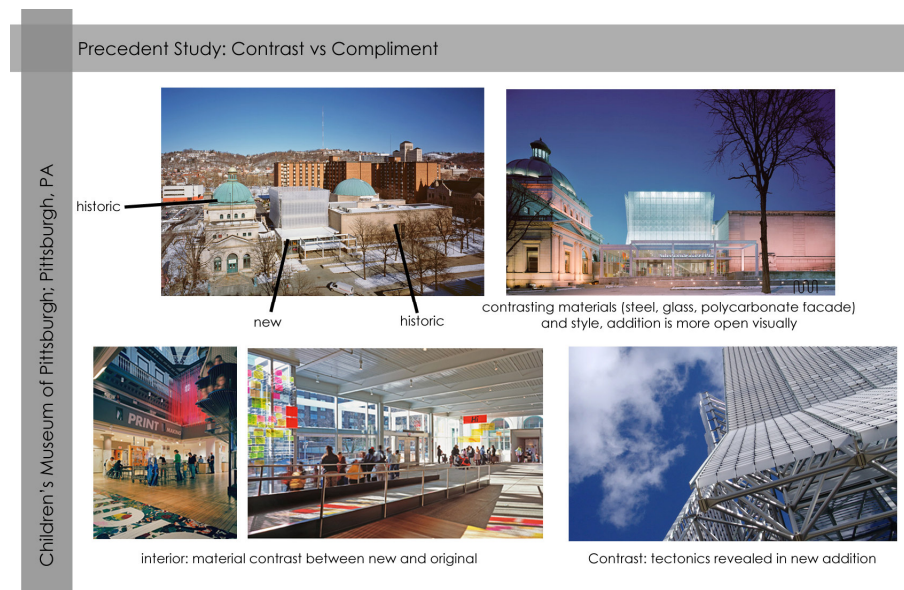 Precedent Study: Contrast vs Compliment
Children's Museum of Pittsburgh; Pittsburgh, PA
historic
new
historic
contrasting materials (steel, glass, polycarbonate facade)
and style, addition is more open visually
PRINT
interior: material contrast between new and original
Contrast: tectonics revealed in new addition